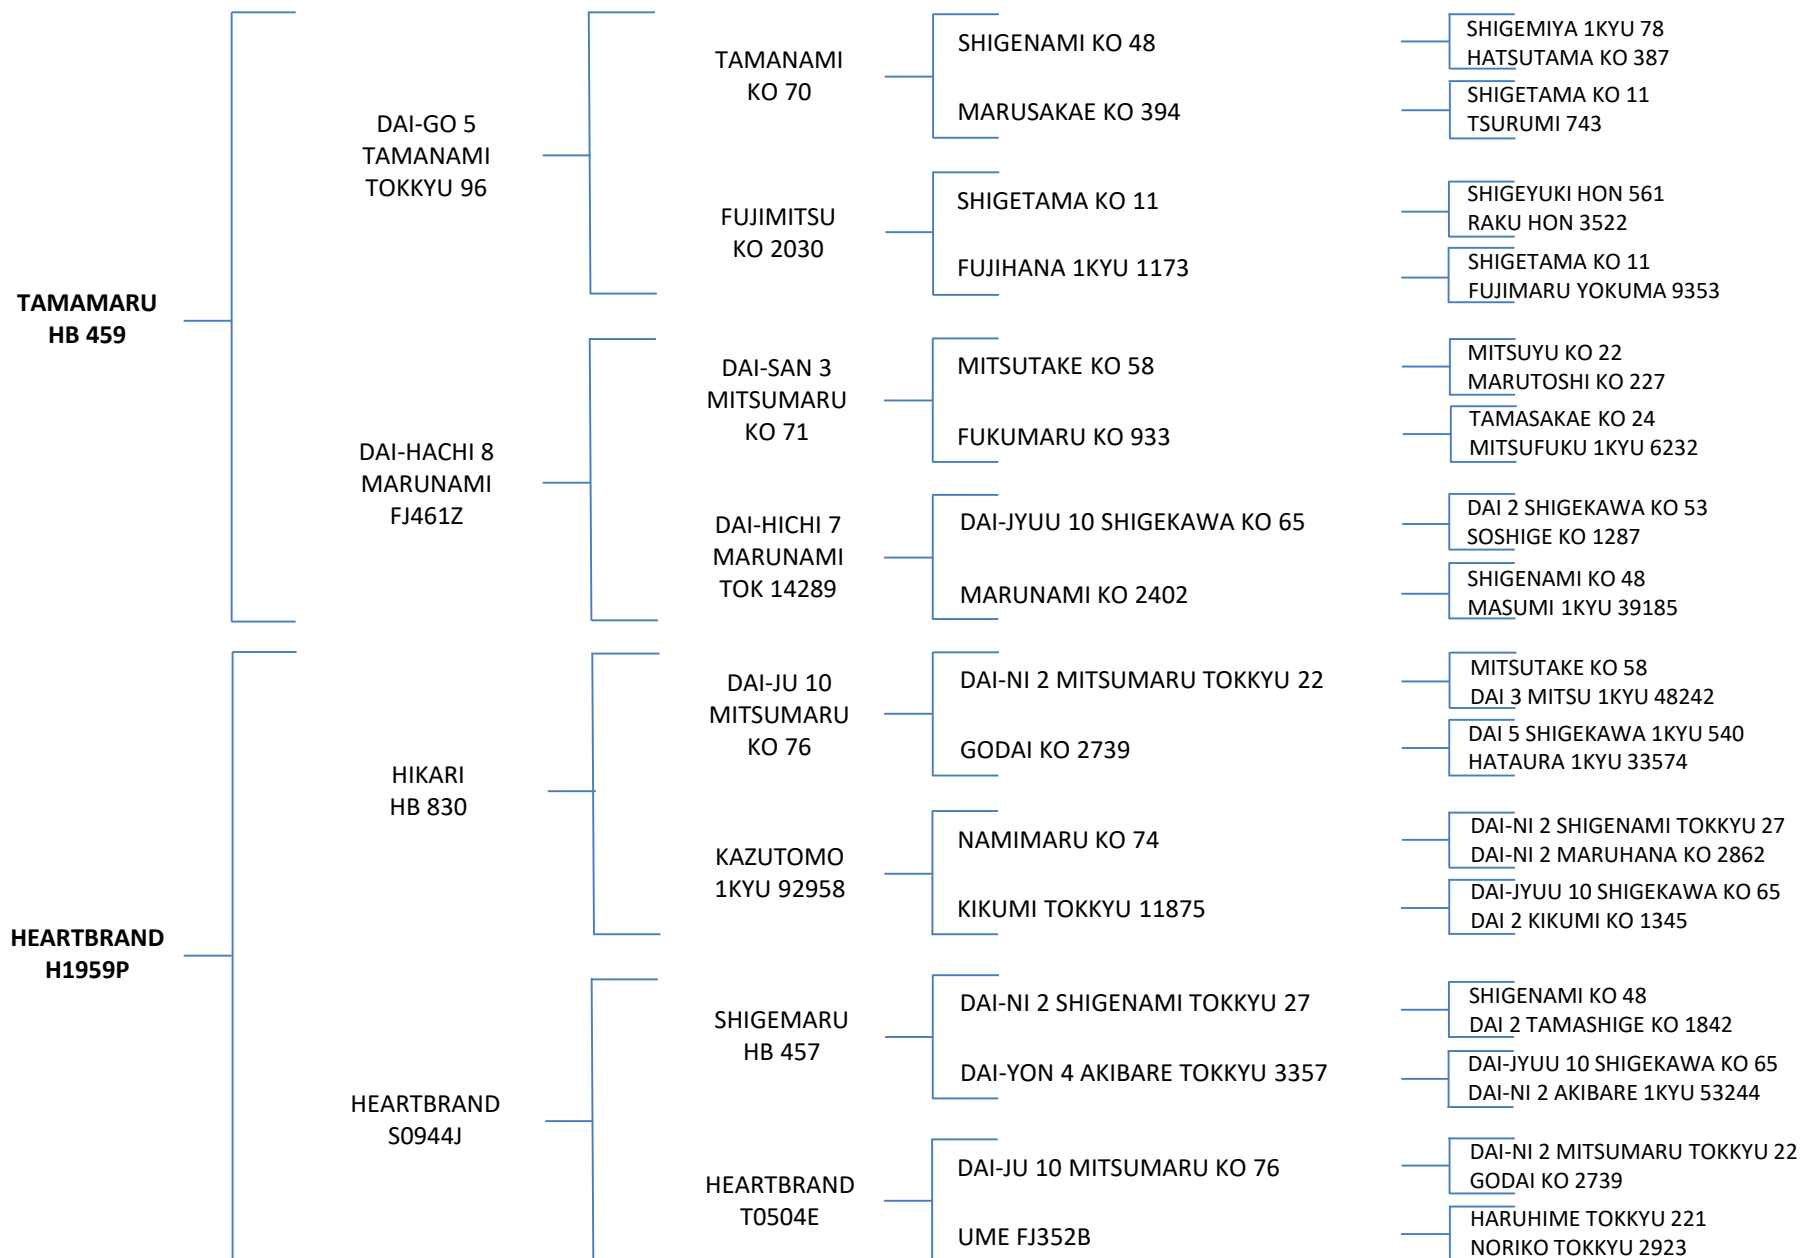 TAMAMARU
HB 459
DAI-GO 5
TAMANAMI
TOKKYU 96
TAMANAMI
KO 70
SHIGENAMI KO 48
SHIGEMIYA 1KYU 78
HATSUTAMA KO 387
MARUSAKAE KO 394
SHIGETAMA KO 11
TSURUMI 743
FUJIMITSU
KO 2030
SHIGETAMA KO 11
SHIGEYUKI HON 561
RAKU HON 3522
FUJIHANA 1KYU 1173
SHIGETAMA KO 11
FUJIMARU YOKUMA 9353
DAI-HACHI 8
MARUNAMI
FJ461Z
DAI-SAN 3
MITSUMARU
KO 71
MITSUTAKE KO 58
MITSUYU KO 22
MARUTOSHI KO 227
FUKUMARU KO 933
TAMASAKAE KO 24
MITSUFUKU 1KYU 6232
DAI-HICHI 7
MARUNAMI
TOK 14289
DAI-JYUU 10 SHIGEKAWA KO 65
DAI 2 SHIGEKAWA KO 53
SOSHIGE KO 1287
MARUNAMI KO 2402
SHIGENAMI KO 48
MASUMI 1KYU 39185
HEARTBRAND
H1959P
HIKARI
HB 830
DAI-JU 10
MITSUMARU
KO 76
DAI-NI 2 MITSUMARU TOKKYU 22
MITSUTAKE KO 58
DAI 3 MITSU 1KYU 48242
GODAI KO 2739
DAI 5 SHIGEKAWA 1KYU 540
HATAURA 1KYU 33574
KAZUTOMO
1KYU 92958
NAMIMARU KO 74
DAI-NI 2 SHIGENAMI TOKKYU 27
DAI-NI 2 MARUHANA KO 2862
KIKUMI TOKKYU 11875
DAI-JYUU 10 SHIGEKAWA KO 65
DAI 2 KIKUMI KO 1345
HEARTBRAND
S0944J
SHIGEMARU
HB 457
DAI-NI 2 SHIGENAMI TOKKYU 27
SHIGENAMI KO 48
DAI 2 TAMASHIGE KO 1842
DAI-YON 4 AKIBARE TOKKYU 3357
DAI-JYUU 10 SHIGEKAWA KO 65
DAI-NI 2 AKIBARE 1KYU 53244
HEARTBRAND
T0504E
DAI-JU 10 MITSUMARU KO 76
DAI-NI 2 MITSUMARU TOKKYU 22
GODAI KO 2739
UME FJ352B
HARUHIME TOKKYU 221
NORIKO TOKKYU 2923